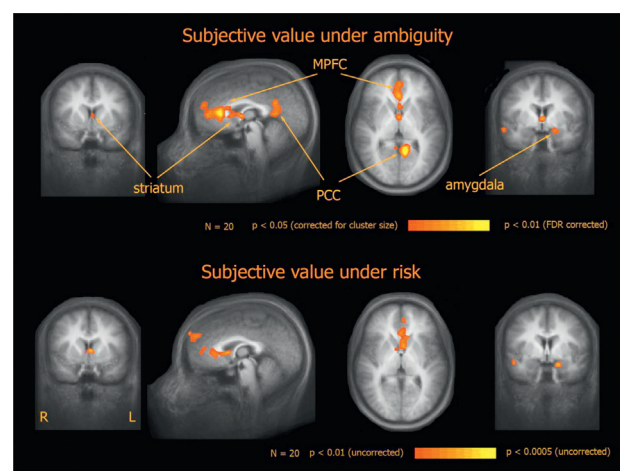 Subjective value under ambiguity
MPFC
striatum
PCC
amygdala
N = 20 p < 0.05 (corrected for cluster size) p < 0.01 (FDR corrected)
Subjective value under risk
R L
N = 20 p < 0.01 (uncorrected) p < 0.0005 (uncorrected)